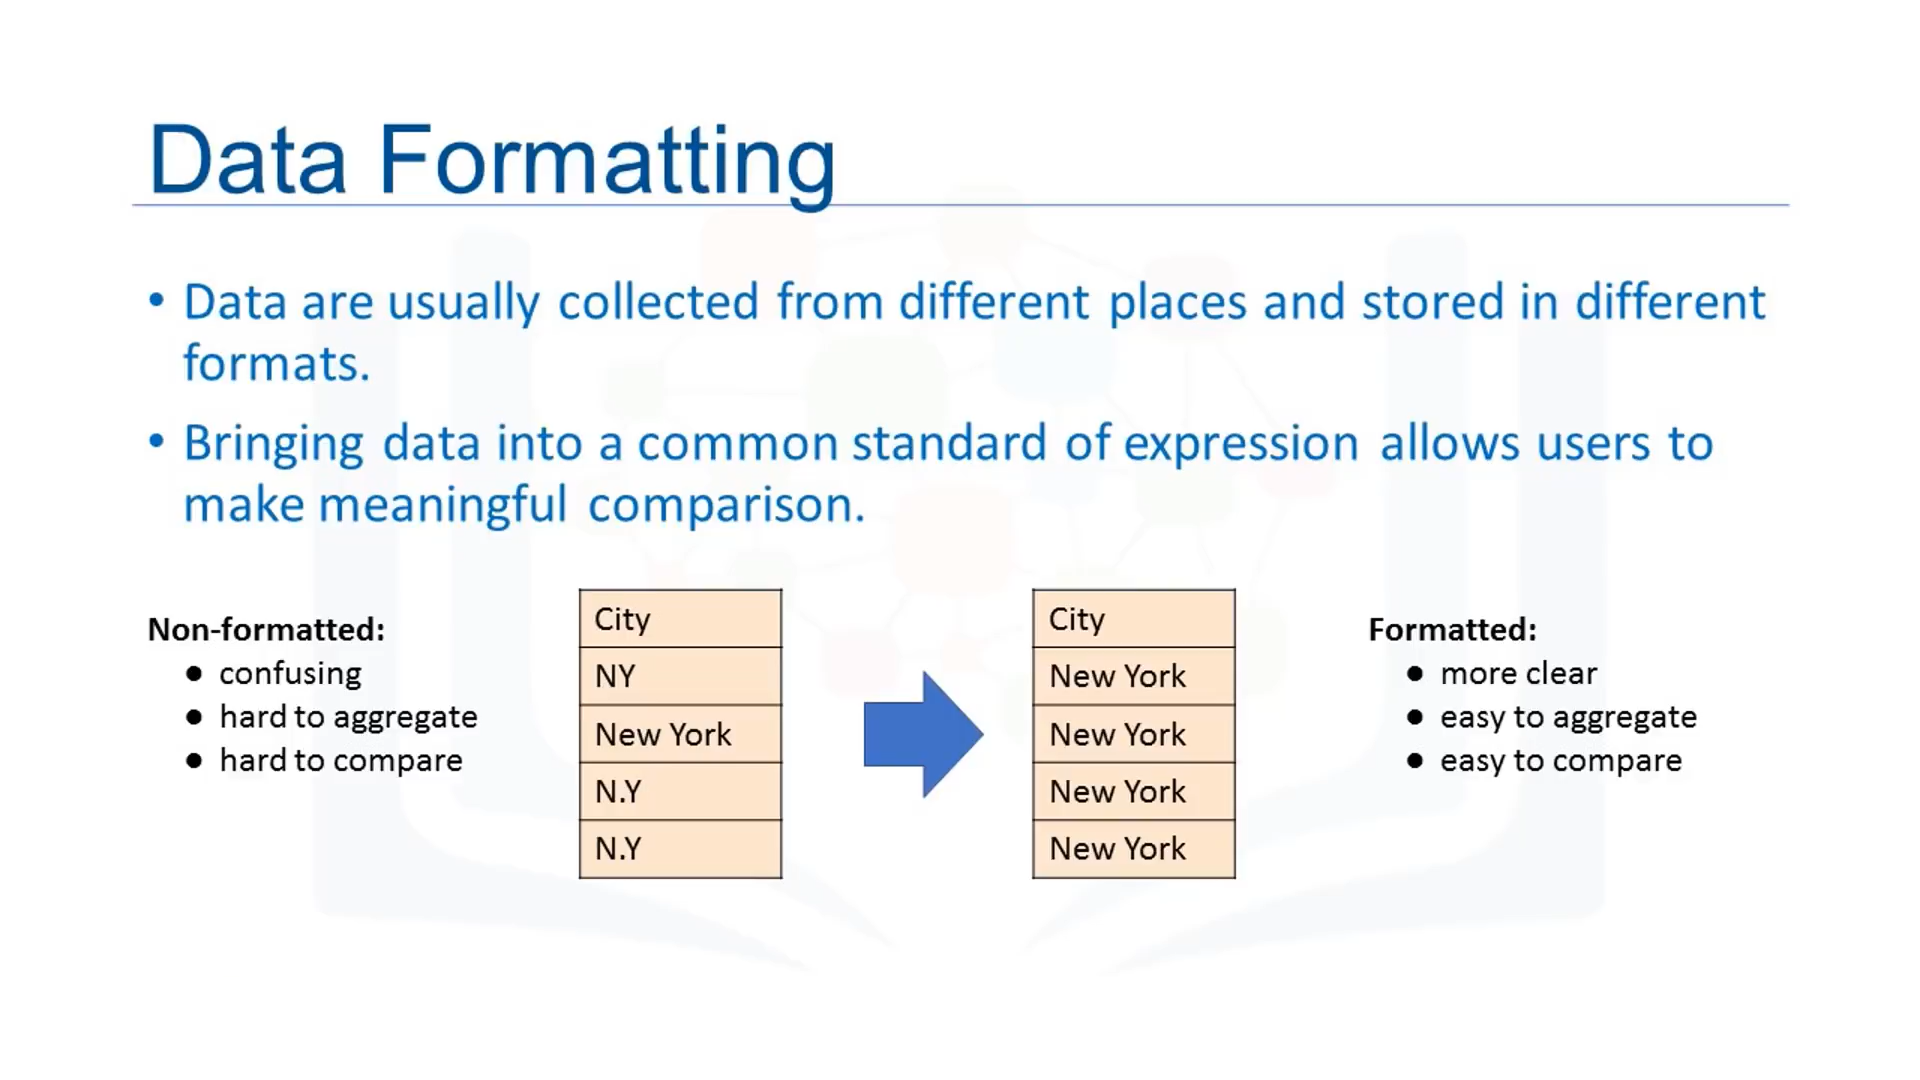 Data Formatting
• Data are usually collected from different places and stored in different
formats.
• Bringing data into a common standard of expression allows users to
make meaningful comparison.
Non-formatted:
● confusing
● hard to aggregate
● hard to compare
City
NY
New York
N.Y
N.Y
City
New York
New York
New York
New York
Formatted:
● more clear
● easy to aggregate
● easy to compare